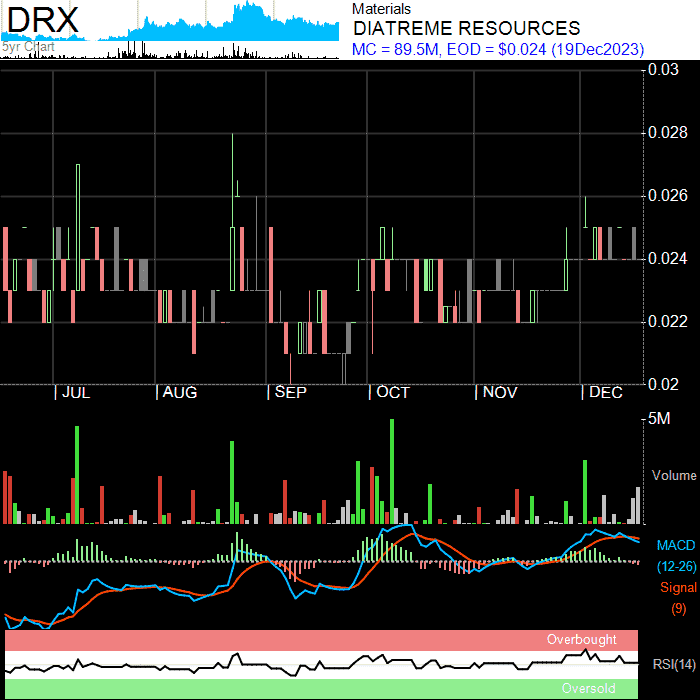 DRX
Materials
DIATREME RESOURCES
MC = 89.5M, EOD = $0.024 (19Dec2023)
5yr Chart
0.03
0.028
0.026
0.024
0.022
0.02
JUL
AUG
SEP
OCT
NOV
DEC
5M
Volume
MACD
(12-26)
Signal
(9)
Overbought
RSI(14)
Oversold